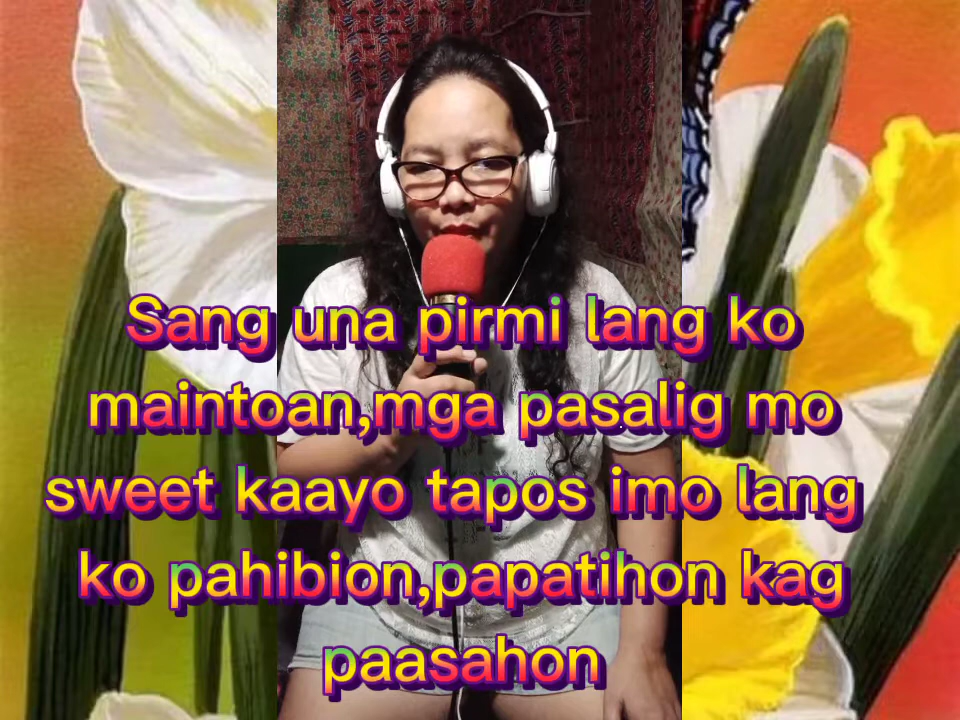 Sang una pirmi lang ko
maintoan,mga pasalig mo
sweet kaayo tapos imo lang
ko pahibion,papatihon kag
paasahon